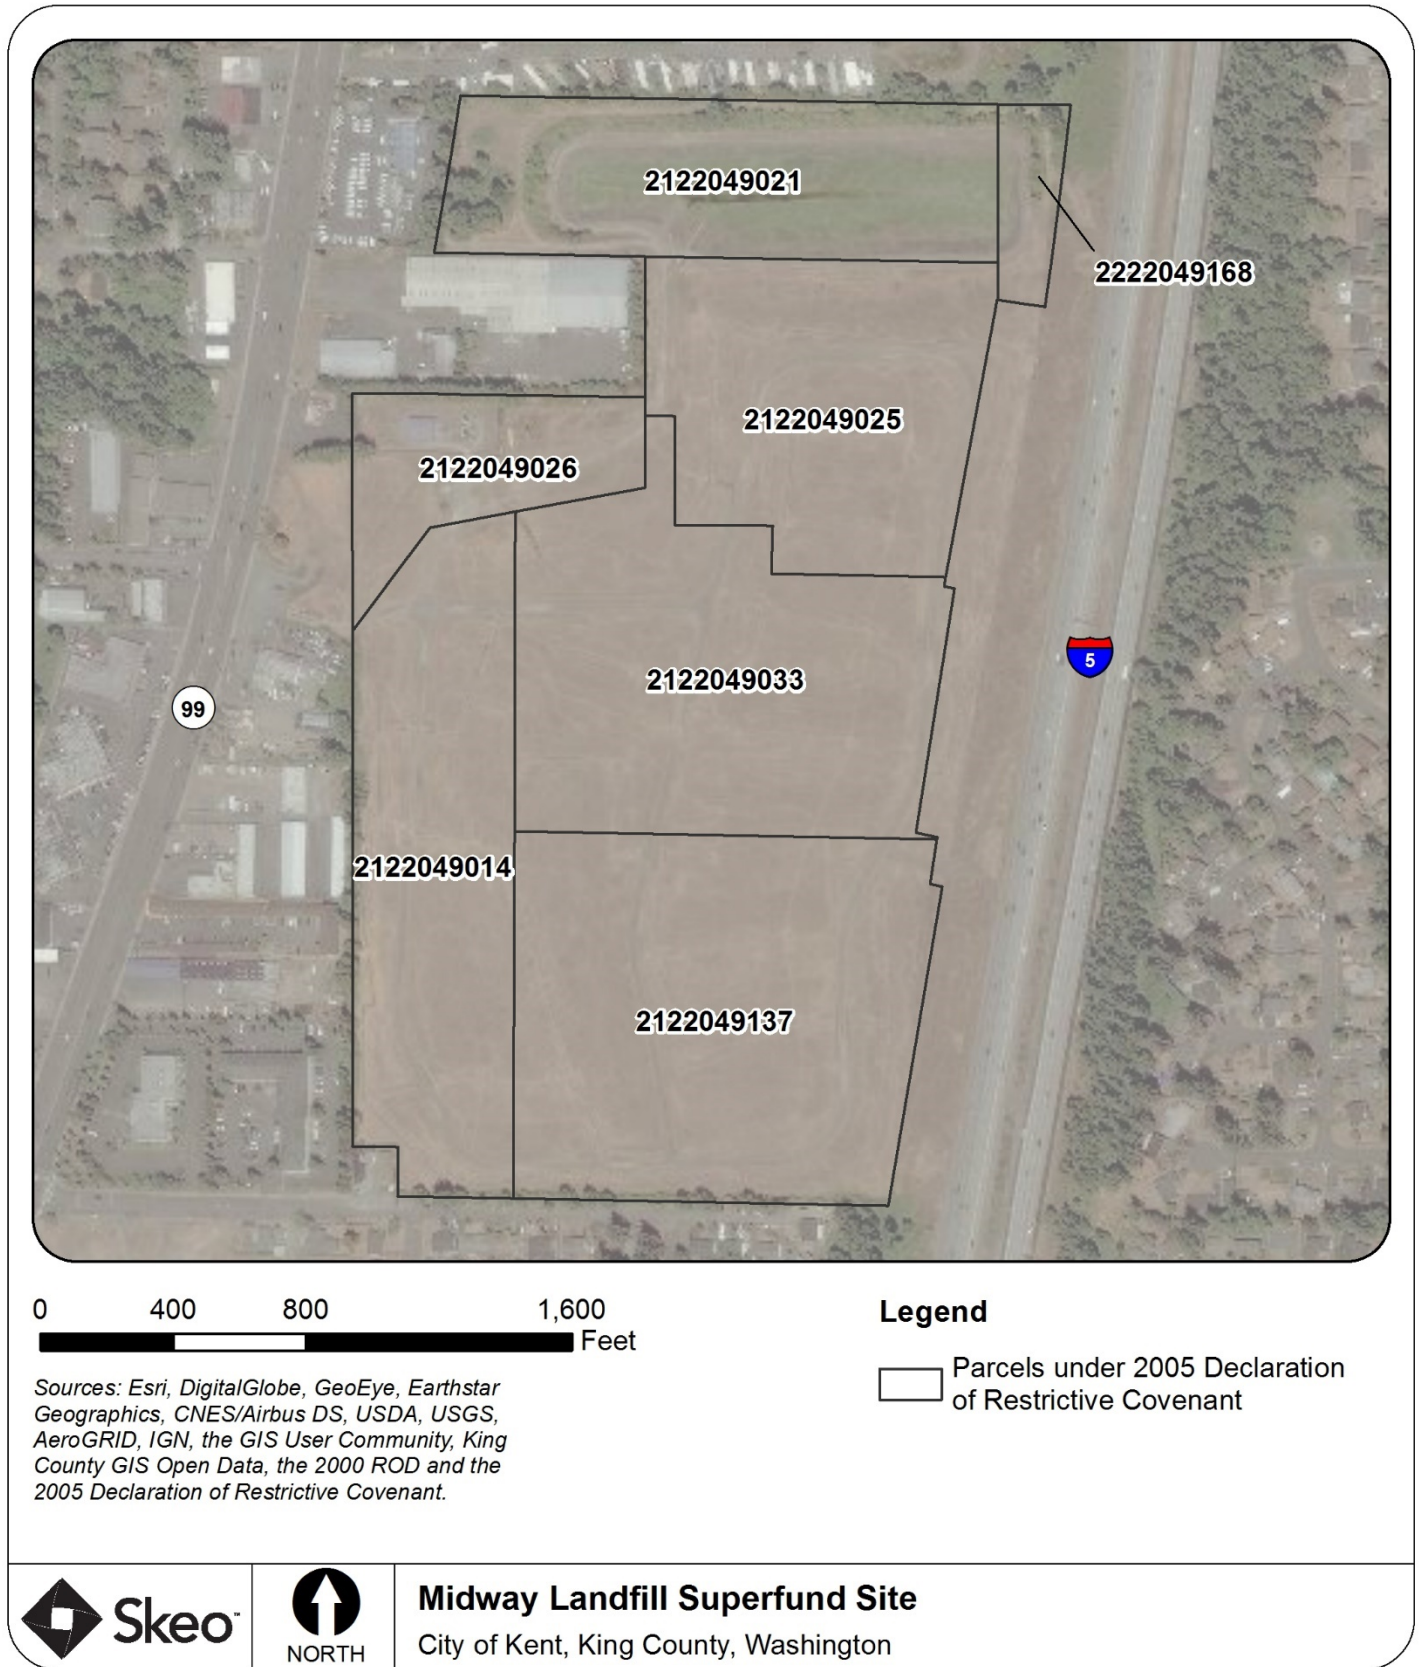 2122049021
2222049168
2122049025
2122049026
2122049033
5
99
2122049014
2122049137
0 400 800 1,600
Feet
Sources: Esri, DigitalGlobe, GeoEye, Earthstar
Geographics, CNES/Airbus DS, USDA, USGS,
AeroGRID, IGN, the GIS User Community, King
County GIS Open Data, the 2000 ROD and the
2005 Declaration of Restrictive Covenant.
Legend
Parcels under 2005 Declaration
of Restrictive Covenant
Skeo™
NORTH
Midway Landfill Superfund Site
City of Kent, King County, Washington